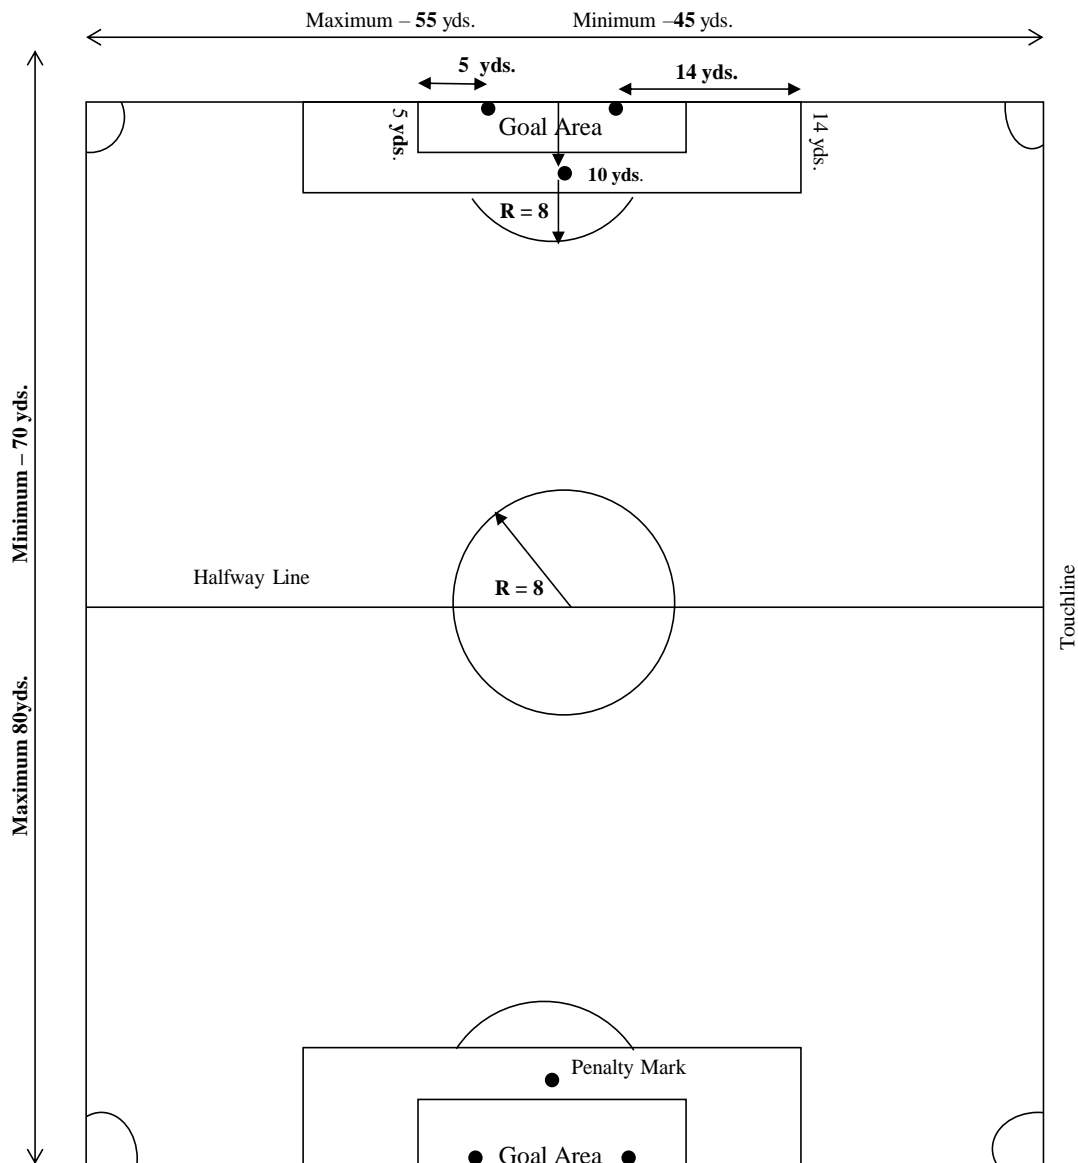 Maximum – 55 yds.
Minimum –45 yds.
5 yds.
14 yds.
5 yds.
Goal Area
14 yds.
10 yds.
R = 8
Minimum – 70 yds.
Halfway Line
R = 8
Touchline
Maximum 80yds.
Penalty Mark
Goal Area